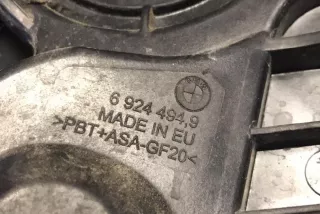 6 924 494.9
MADE IN EU
>PBT+ASA-GF20<